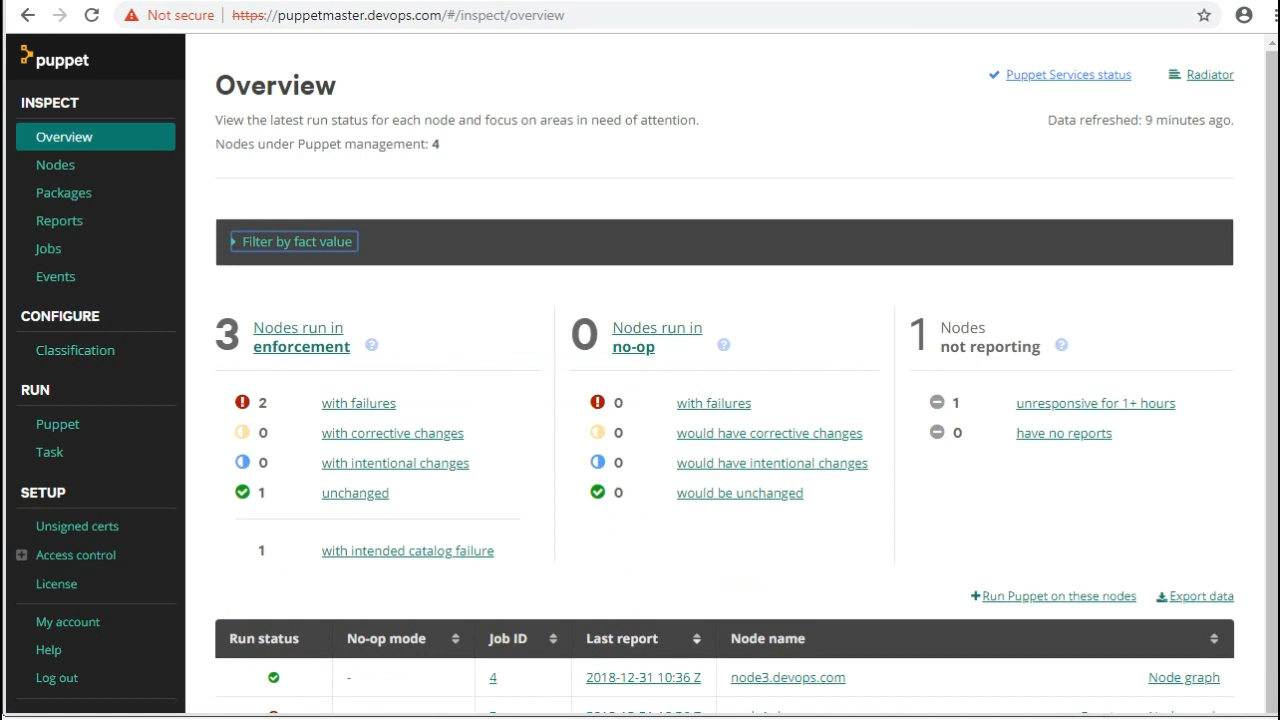 Not secure | https://puppetmaster.devops.com/#/inspect/overview
puppet
INSPECT
Overview
Nodes
Packages
Reports
Jobs
Events
CONFIGURE
Classification
RUN
Puppet
Task
SETUP
Unsigned certs
Access control
License
My account
Help
Log out
Overview
Puppet Services status
Radiator
View the latest run status for each node and focus on areas in need of attention.
Data refreshed: 9 minutes ago.
Nodes under Puppet management: 4
Filter by fact value
3 Nodes run in
enforcement ?
2 with failures
0 with corrective changes
0 with intentional changes
1 unchanged
1 with intended catalog failure
0 Nodes run in
no-op ?
0 with failures
0 would have corrective changes
0 would have intentional changes
0 would be unchanged
1 Nodes
not reporting ?
1 unresponsive for 1+ hours
0 have no reports
+Run Puppet on these nodes Export data
Run status No-op mode Job ID Last report Node name
- 4 2018-12-31 10:36 Z node3.devops.com Node graph